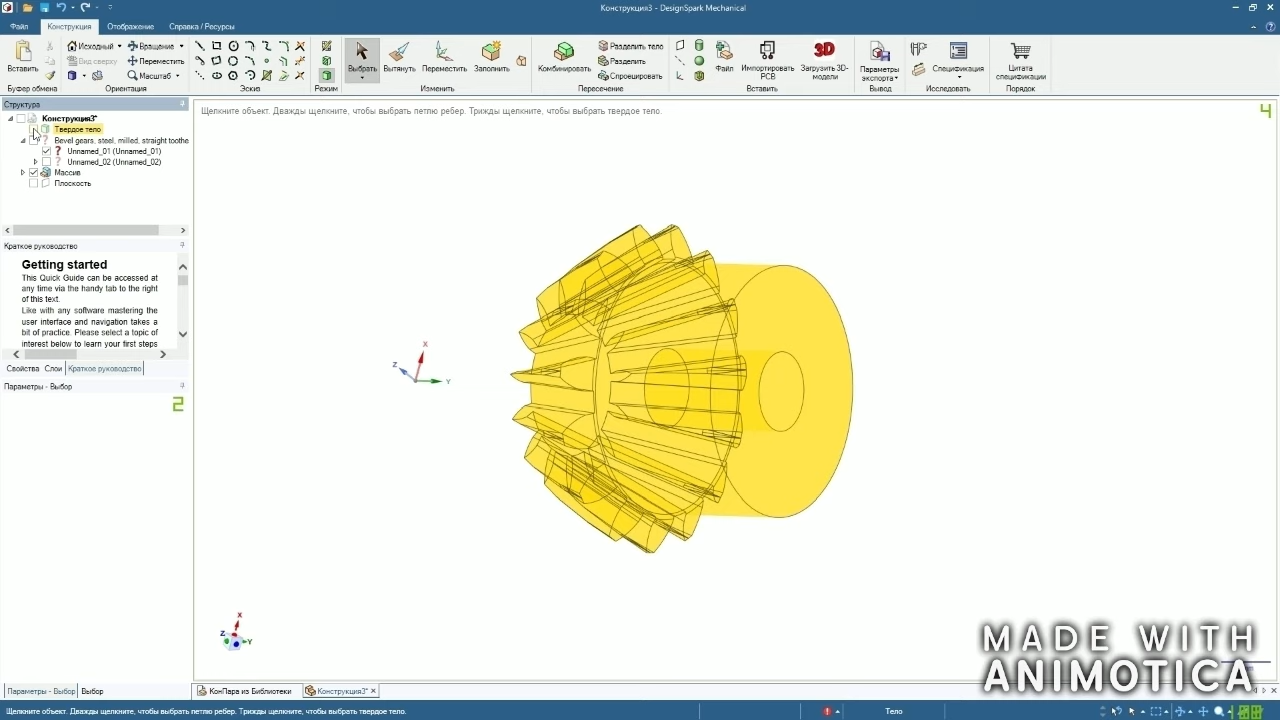 Конструкция3 - DesignSpark Mechanical
Файл Конструкция Отображение Справка / Ресурсы
Исходный Вращение
Вид сверху Переместить
Масштаб
Вставить
Выбрать Вытянуть Переместить Заполнить
Комбинировать
Разделить тело
Разделить
Спроецировать
Файл Импортировать PCB Загрузить 3D-модели
Параметры экспорта
Спецификация
Цитата спецификации
Буфер обмена Ориентация Эскиз Режим Изменить Пересечение Вставить Вывод Исследовать Порядок
Структура
Щелкните объект. Дважды щелкните, чтобы выбрать петлю ребер. Трижды щелкните, чтобы выбрать твердое тело.
4
Конструкция3*
Твердое тело
Bevel gears, steel, milled, straight toothe
Unnamed_01 (Unnamed_01)
Unnamed_02 (Unnamed_02)
Массив
Плоскость
Краткое руководство
Getting started
This Quick Guide can be accessed at
any time via the handy tab to the right
of this text.
Like with any software mastering the
user interface and navigation takes a
bit of practice. Please select a topic of
interest below to learn your first steps
Свойства Слои Краткое руководство
Параметры - Выбор
2
X
Z
Y
X
Z
Y
MADE WITH
ANIMOTICA
Параметры - Выбор Выбор
КонПара из Библиотеки Конструкция3*
Щелкните объект. Дважды щелкните, чтобы выбрать петлю ребер. Трижды щелкните, чтобы выбрать твердое тело.
Тело